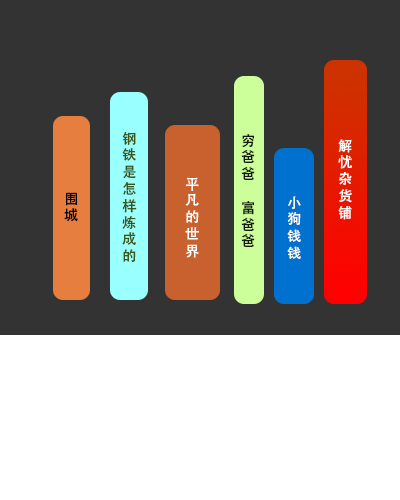 围城
钢铁是怎样炼成的
平凡的世界
穷爸爸 富爸爸
小狗钱钱
解忧杂货铺